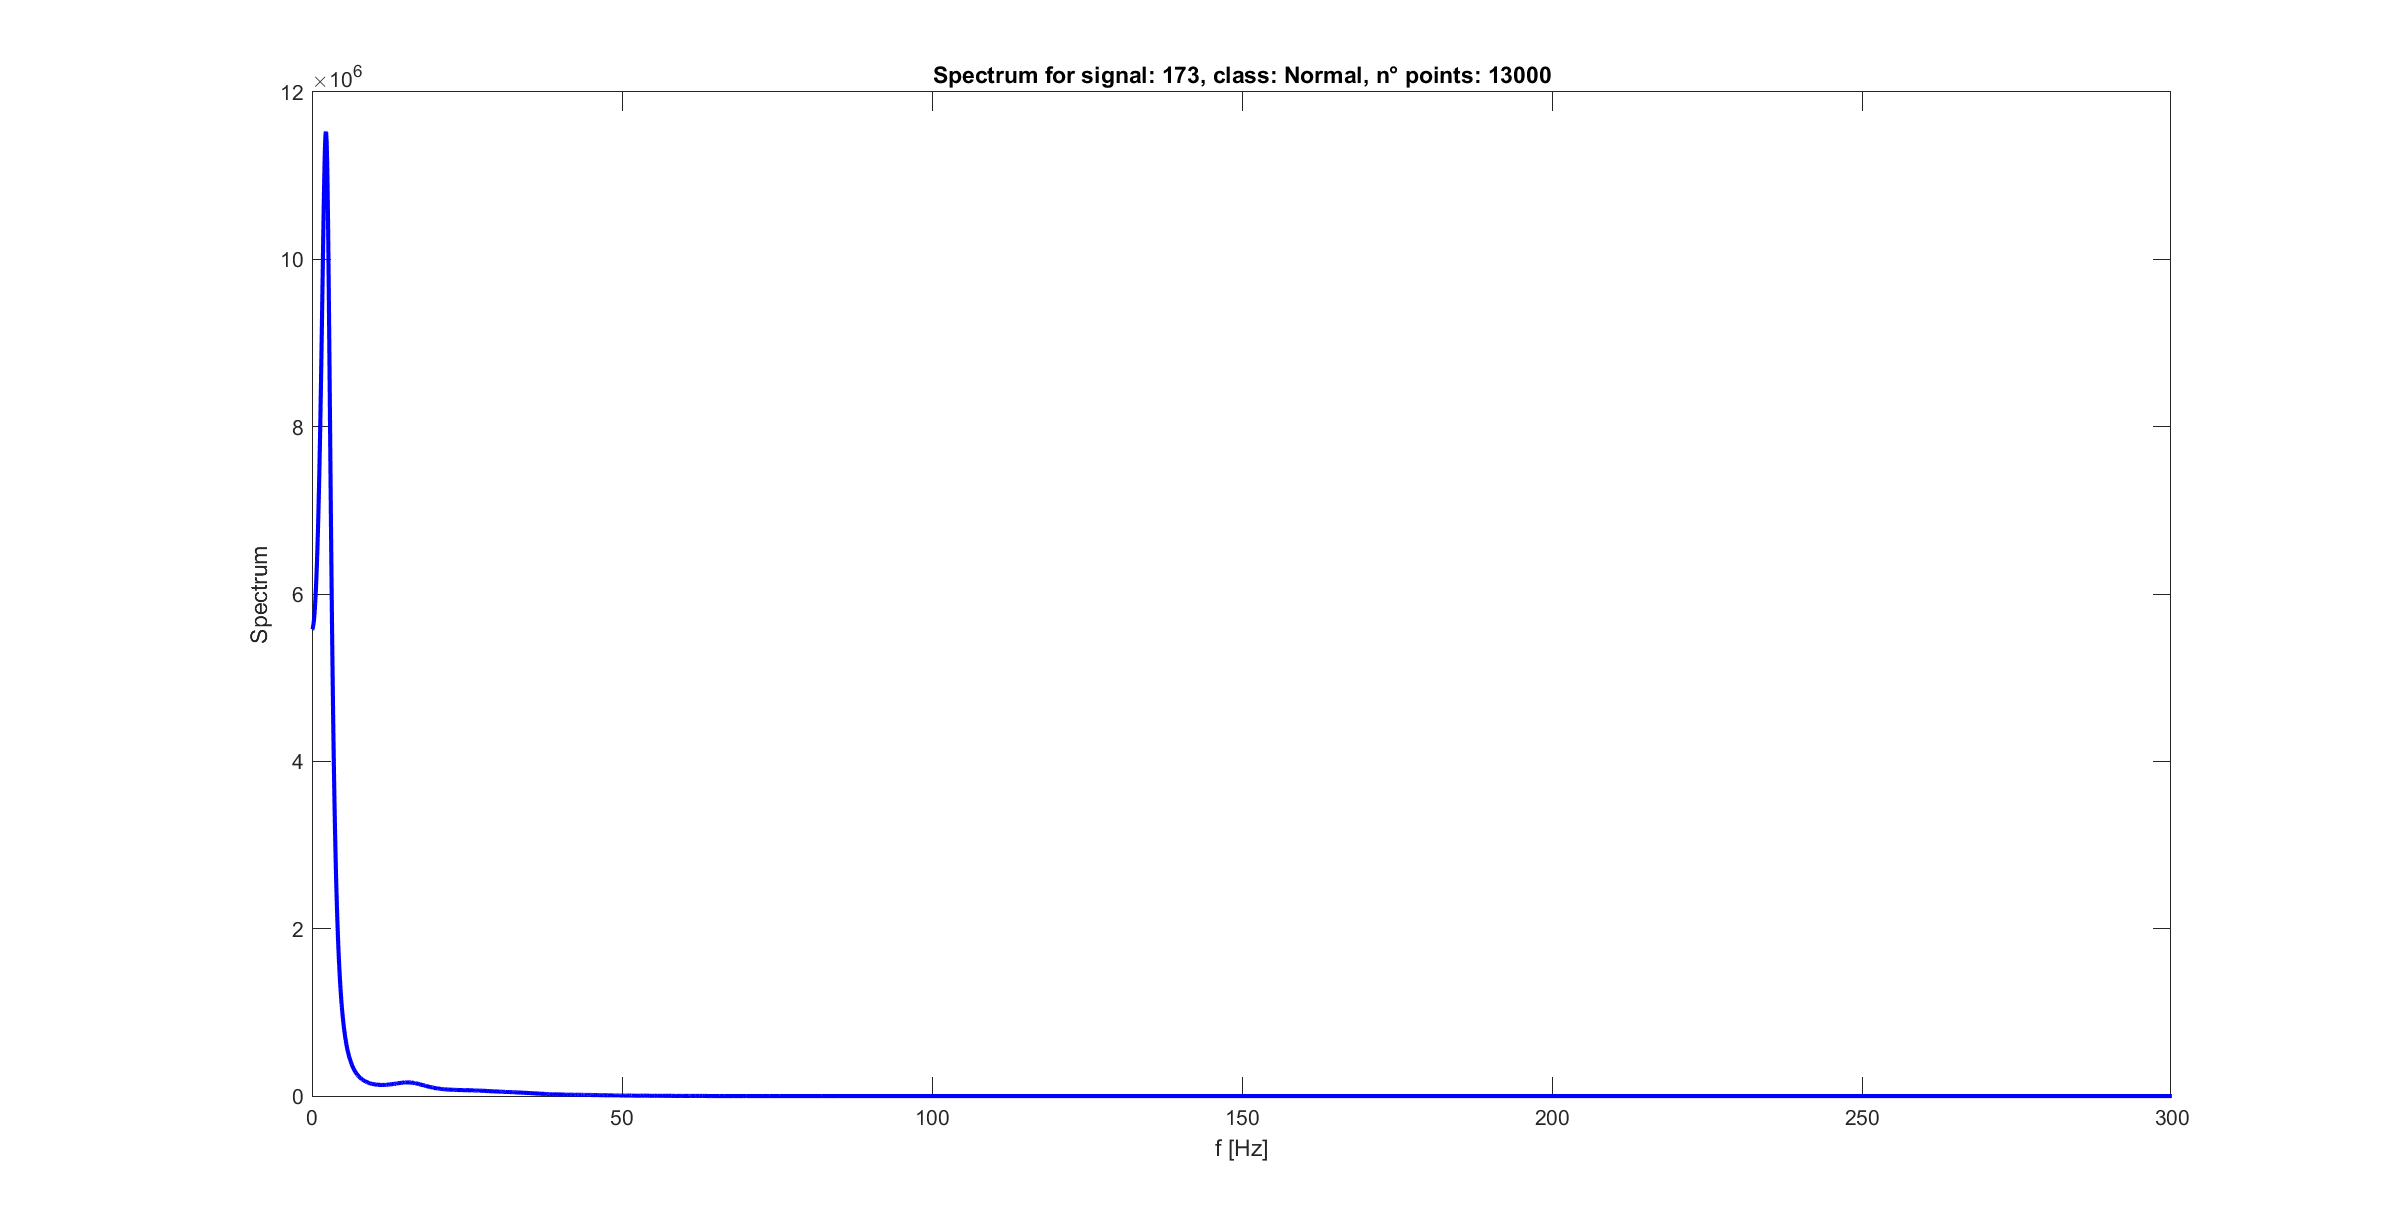 Spectrum for signal: 173, class: Normal, n° points: 13000
×10^6
12
10
8
6
4
2
0
Spectrum
0 50 100 150 200 250 300
f [Hz]